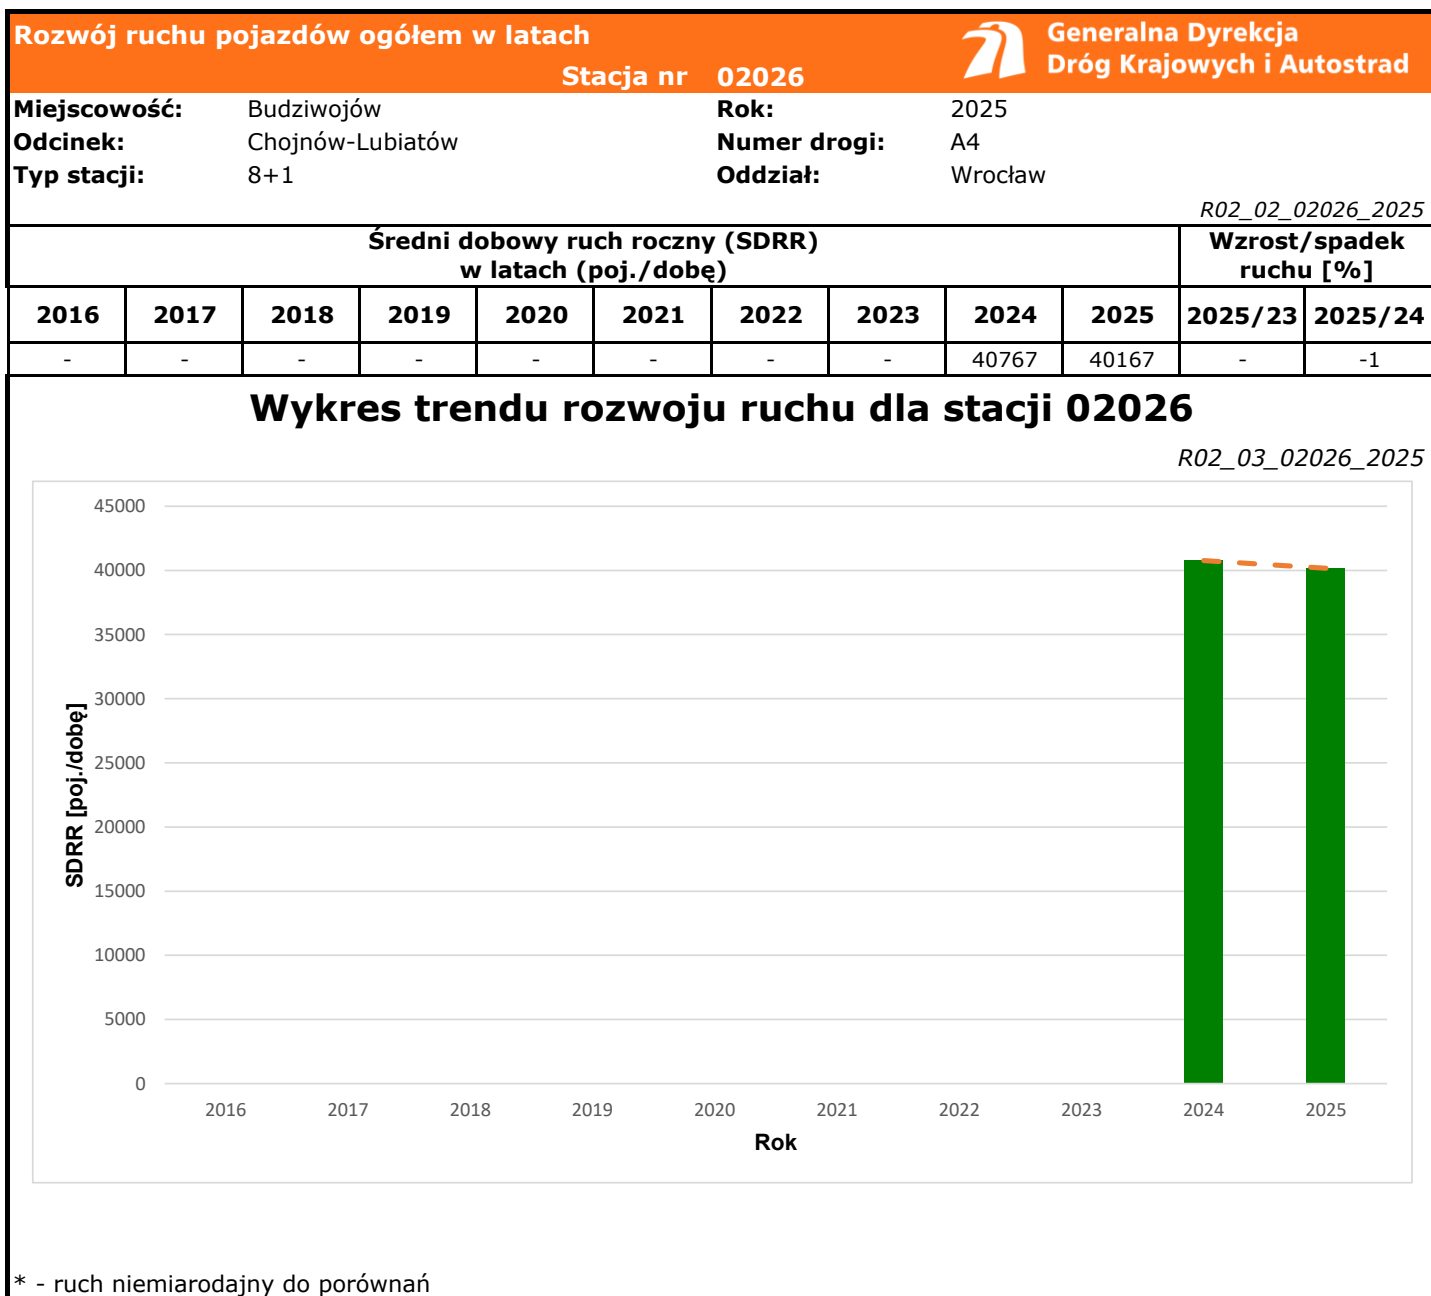 Rozwój ruchu pojazdów ogółem w latach
Generalna Dyrekcja
Dróg Krajowych i Autostrad
Stacja nr 02026
Miejscowość: Budziwojów Rok: 2025
Odcinek: Chojnów-Lubiatów Numer drogi: A4
Typ stacji: 8+1 Oddział: Wrocław
R02_02_02026_2025
Średni dobowy ruch roczny (SDRR)
w latach (poj./dobę)
Wzrost/spadek
ruchu [%]
2016 2017 2018 2019 2020 2021 2022 2023 2024 2025 2025/23 2025/24
- - - - - - - - 40767 40167 - -1
Wykres trendu rozwoju ruchu dla stacji 02026
R02_03_02026_2025
SDRR [poj./dobę]
45000
40000
35000
30000
25000
20000
15000
10000
5000
0
2016 2017 2018 2019 2020 2021 2022 2023 2024 2025
Rok
* - ruch niemiarodajny do porównań